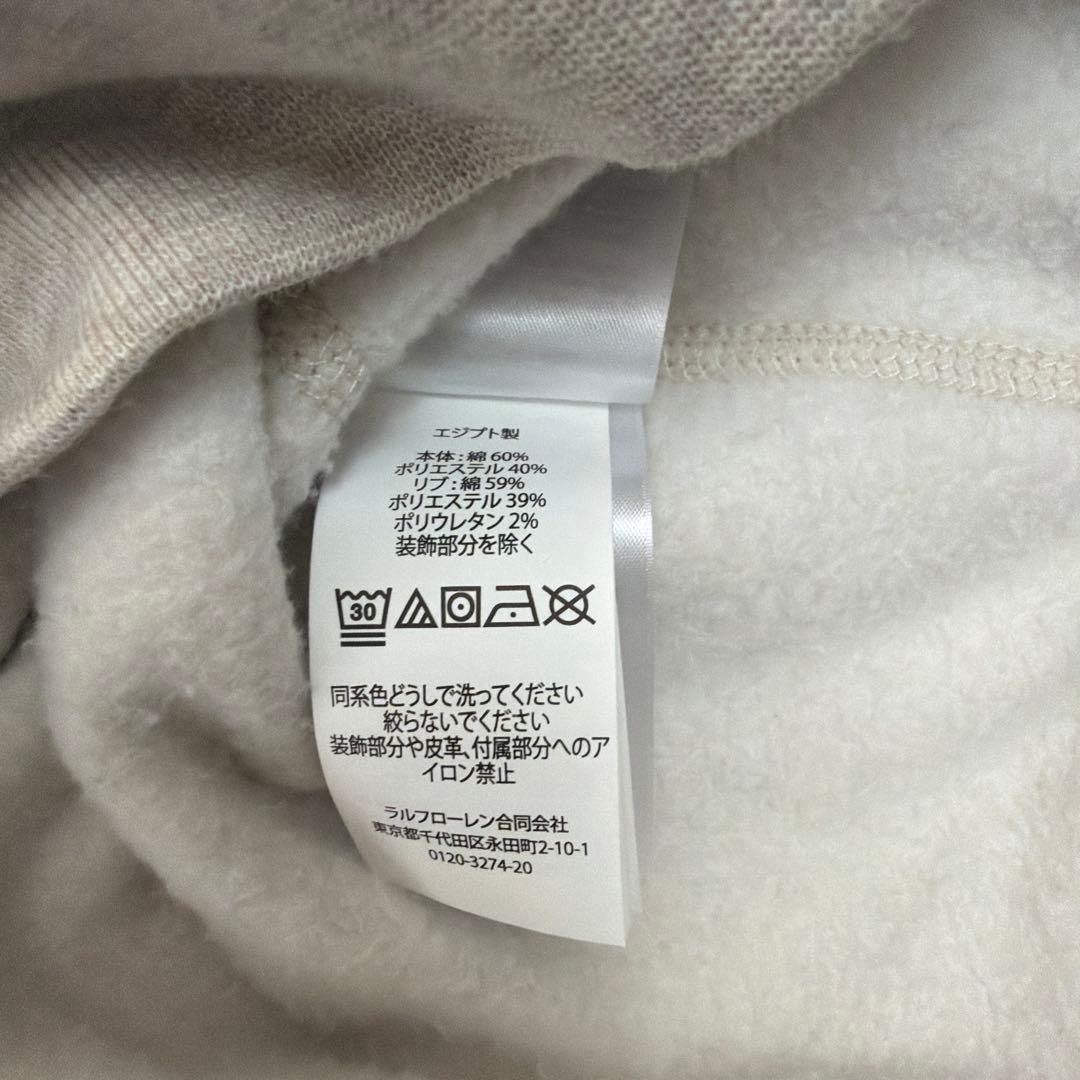 エジプト製
本体:綿 60%
ポリエステル 40%
リブ:綿 59%
ポリエステル 39%
ポリウレタン 2%
装飾部分を除く
30
同系色どうしで洗ってください
絞らないでください
装飾部分や皮革、付属部分へのア
イロン禁止
ラルフローレン合同会社
東京都千代田区永田町2-10-1
0120-3274-20